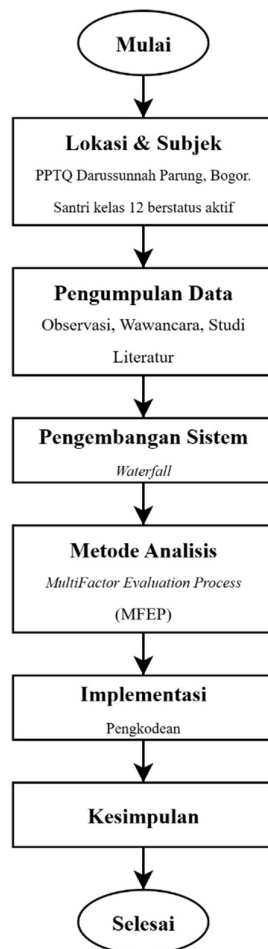 Mulai
Lokasi & Subjek
PPTQ Darussunnah Parung, Bogor.
Santri kelas 12 berstatus aktif
Pengumpulan Data
Observasi, Wawancara, Studi
Literatur
Pengembangan Sistem
Waterfall
Metode Analisis
MultiFactor Evaluation Process
(MFEP)
Implementasi
Pengkodean
Kesimpulan
Selesai